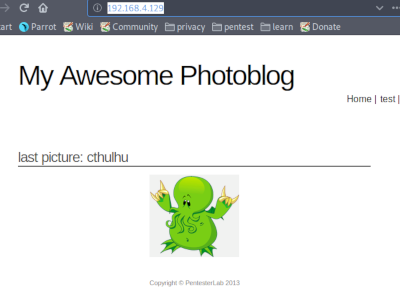 192.168.4.129
art Parrot Wiki Community privacy pentest learn Donate
My Awesome Photoblog
Home | test |
last picture: cthulhu
Copyright © PentesterLab 2013